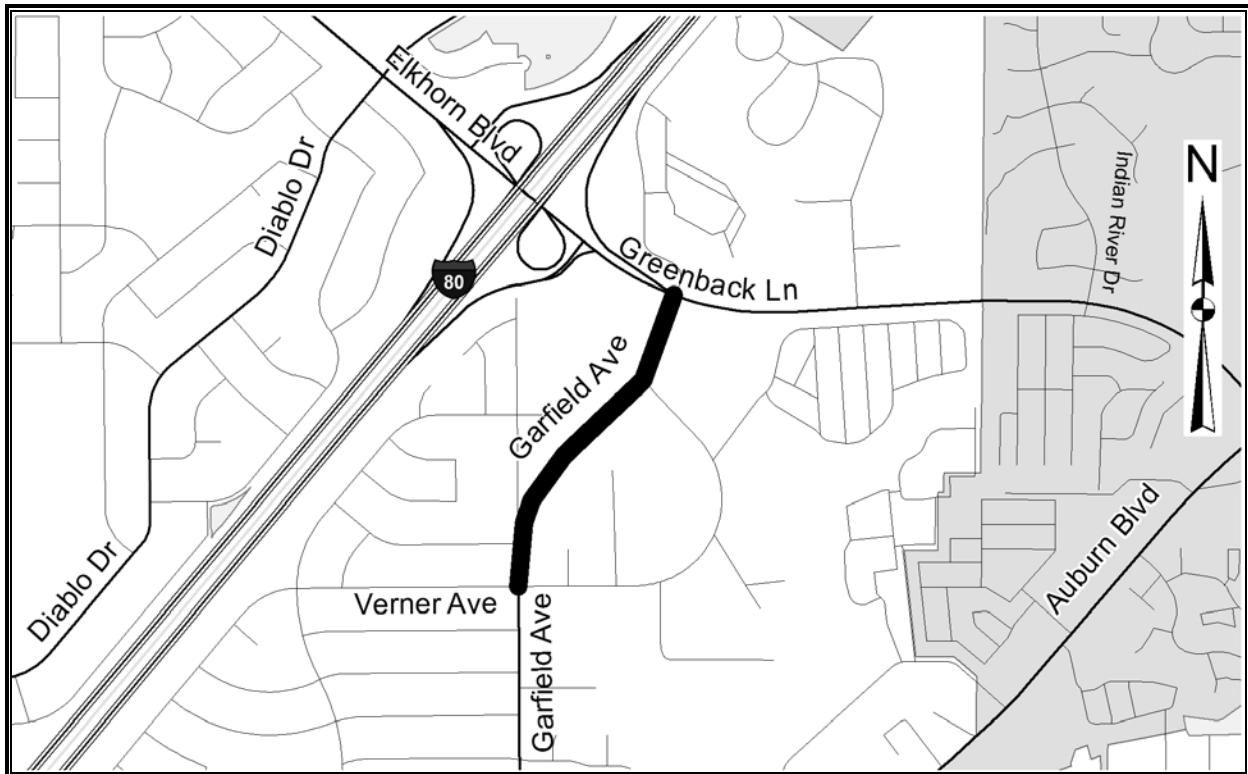 Elkhorn Blvd
Diablo Dr
Indian River Dr
N
80
Greenback Ln
Garfield Ave
Auburn Blvd
Diablo Dr
Verner Ave
Garfield Ave